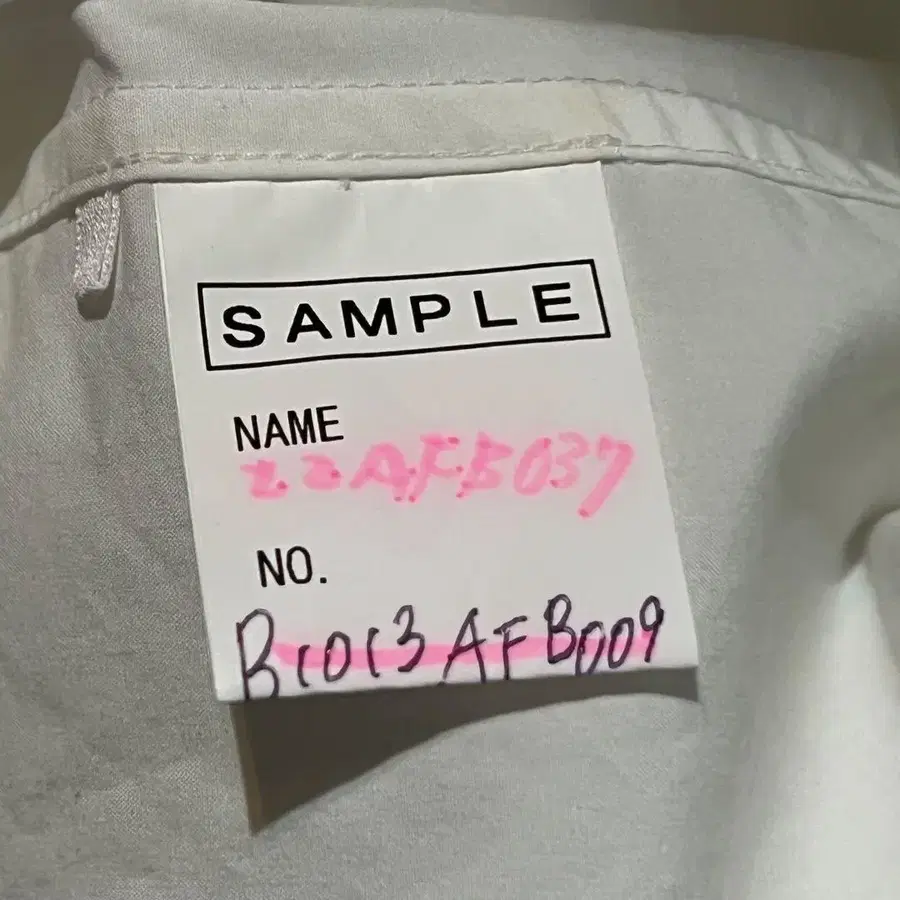 SAMPLE
NAME
22AFB037
NO.
B1013AFB009